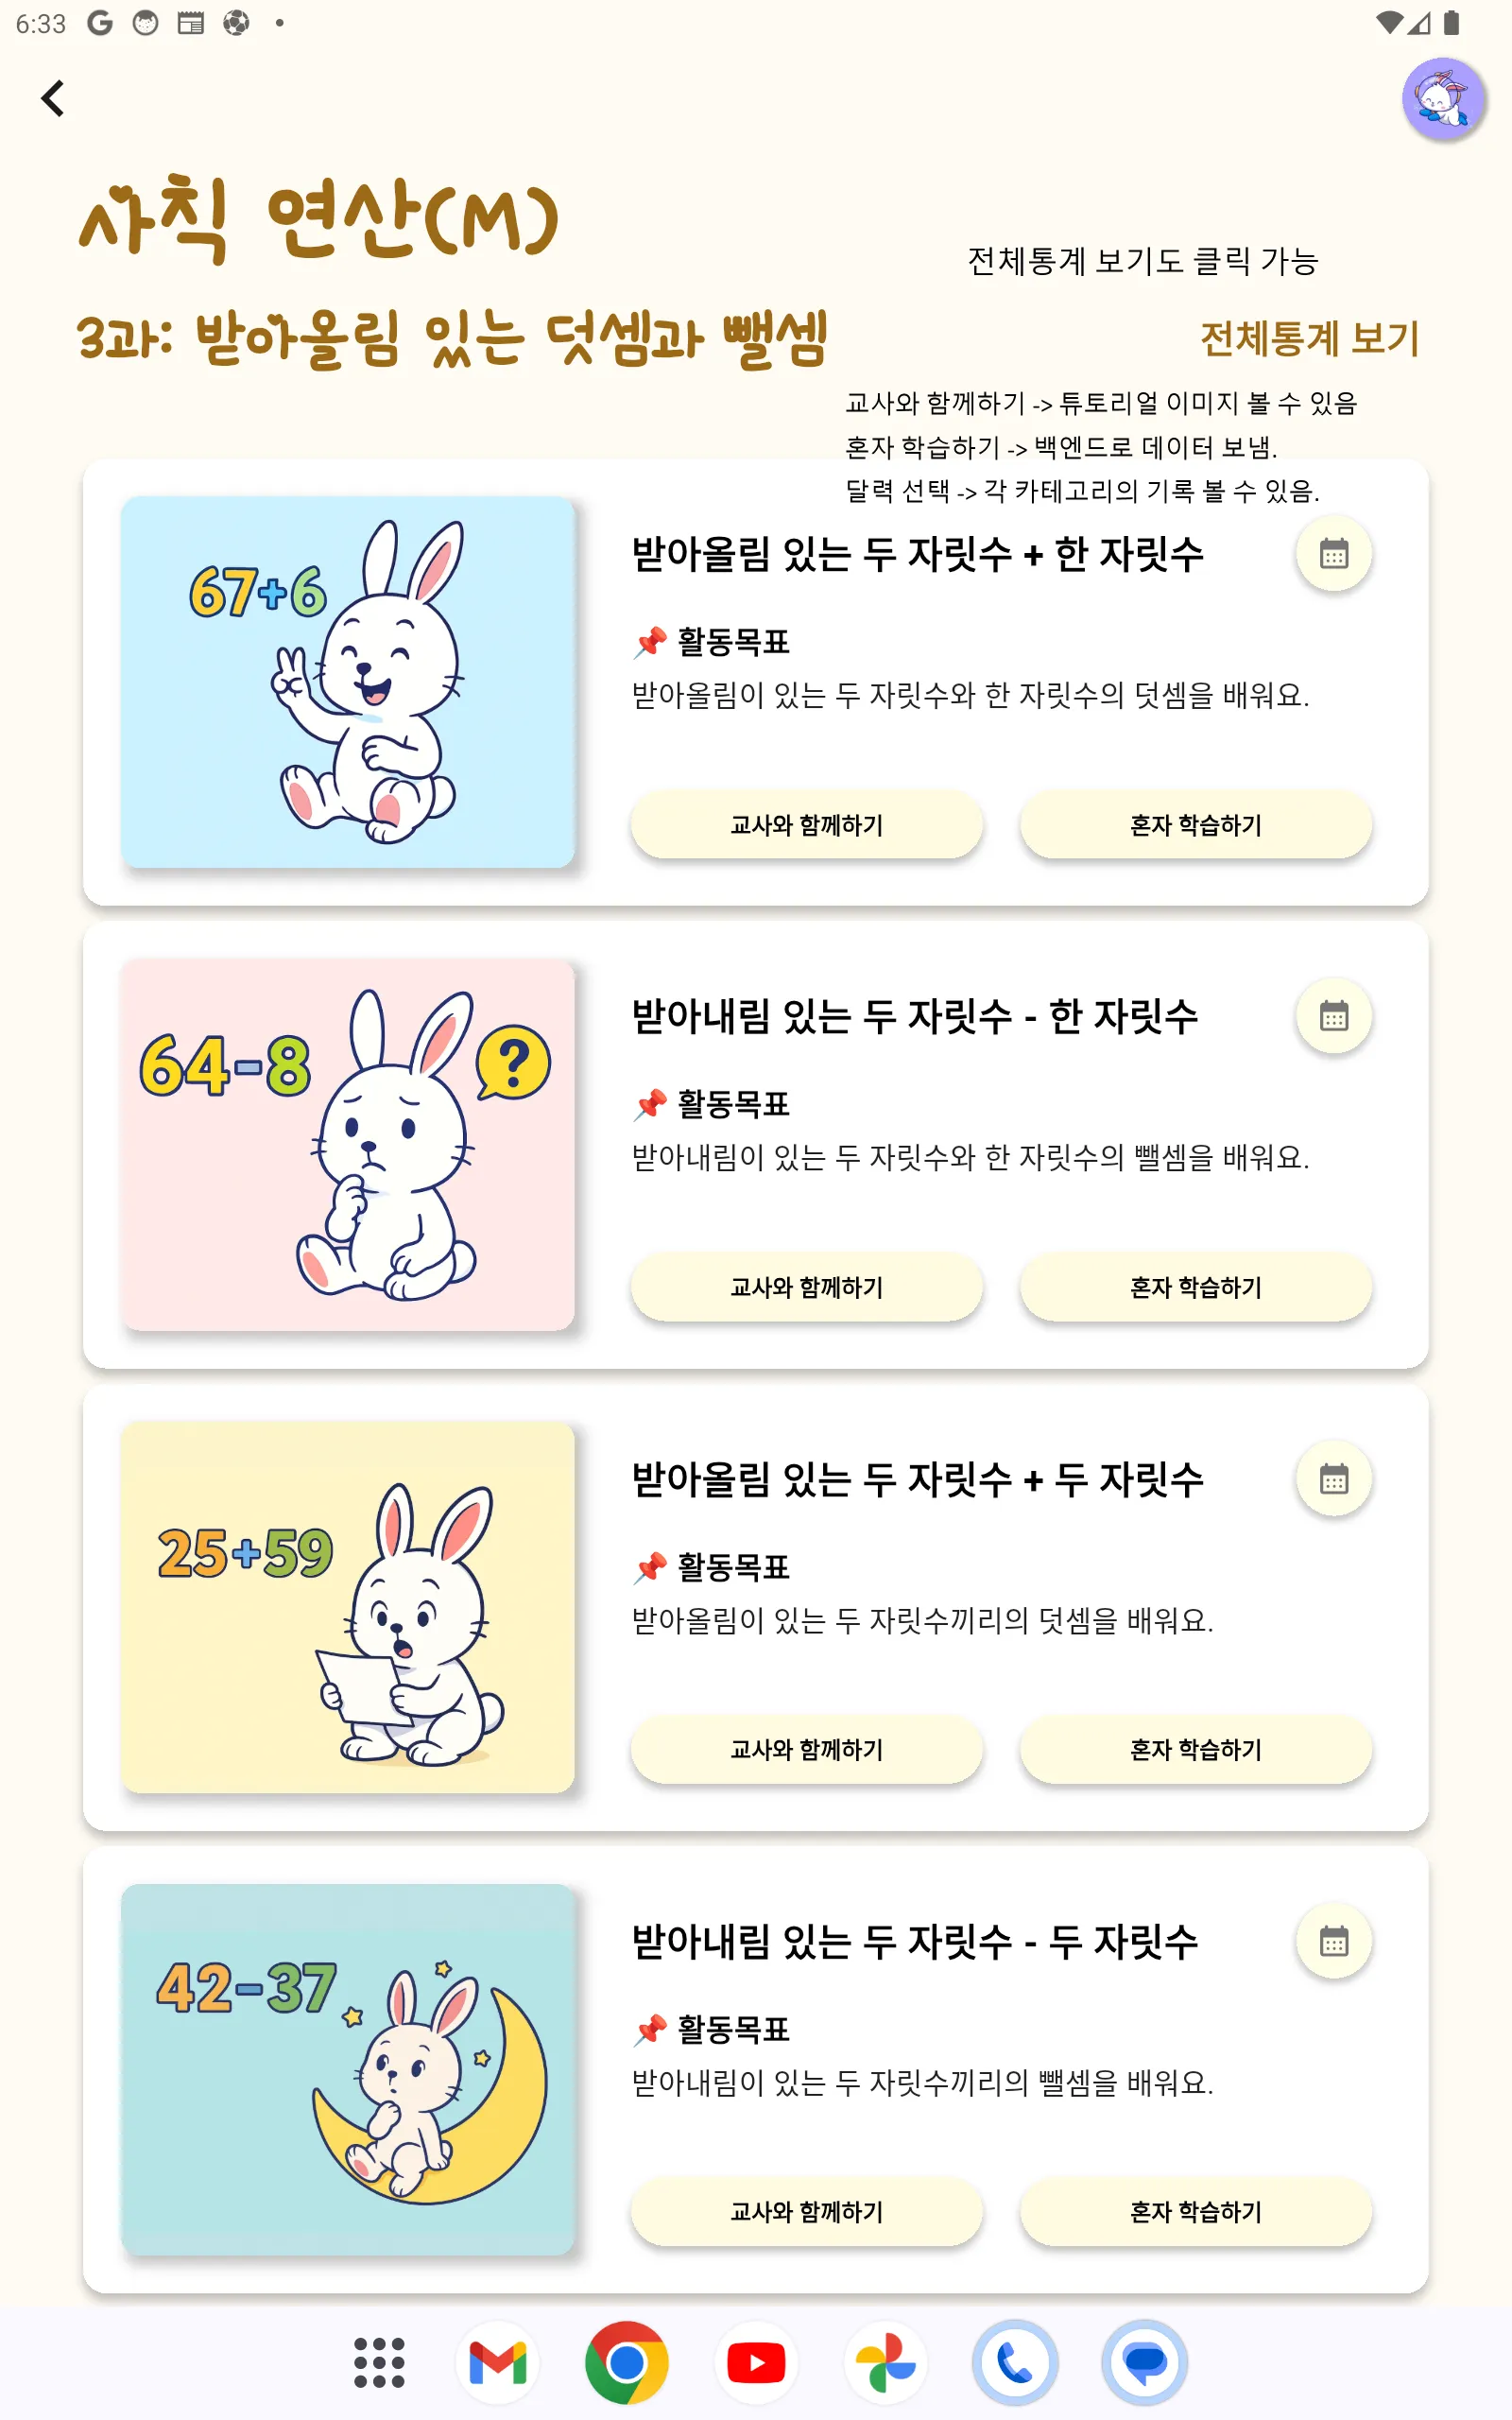 6:33
사칙 연산(M)
전체통계 보기도 클릭 가능
3과: 받아올림 있는 덧셈과 뺄셈
전체통계 보기
교사와 함께하기 -> 튜토리얼 이미지 볼 수 있음
혼자 학습하기 -> 백엔드로 데이터 보냄.
달력 선택 -> 각 카테고리의 기록 볼 수 있음.
67+6
받아올림 있는 두 자릿수 + 한 자릿수
📌 활동목표
받아올림이 있는 두 자릿수와 한 자릿수의 덧셈을 배워요.
교사와 함께하기
혼자 학습하기
64-8
?
받아내림 있는 두 자릿수 - 한 자릿수
📌 활동목표
받아내림이 있는 두 자릿수와 한 자릿수의 뺄셈을 배워요.
교사와 함께하기
혼자 학습하기
25+59
받아올림 있는 두 자릿수 + 두 자릿수
📌 활동목표
받아올림이 있는 두 자릿수끼리의 덧셈을 배워요.
교사와 함께하기
혼자 학습하기
42-37
받아내림 있는 두 자릿수 - 두 자릿수
📌 활동목표
받아내림이 있는 두 자릿수끼리의 뺄셈을 배워요.
교사와 함께하기
혼자 학습하기